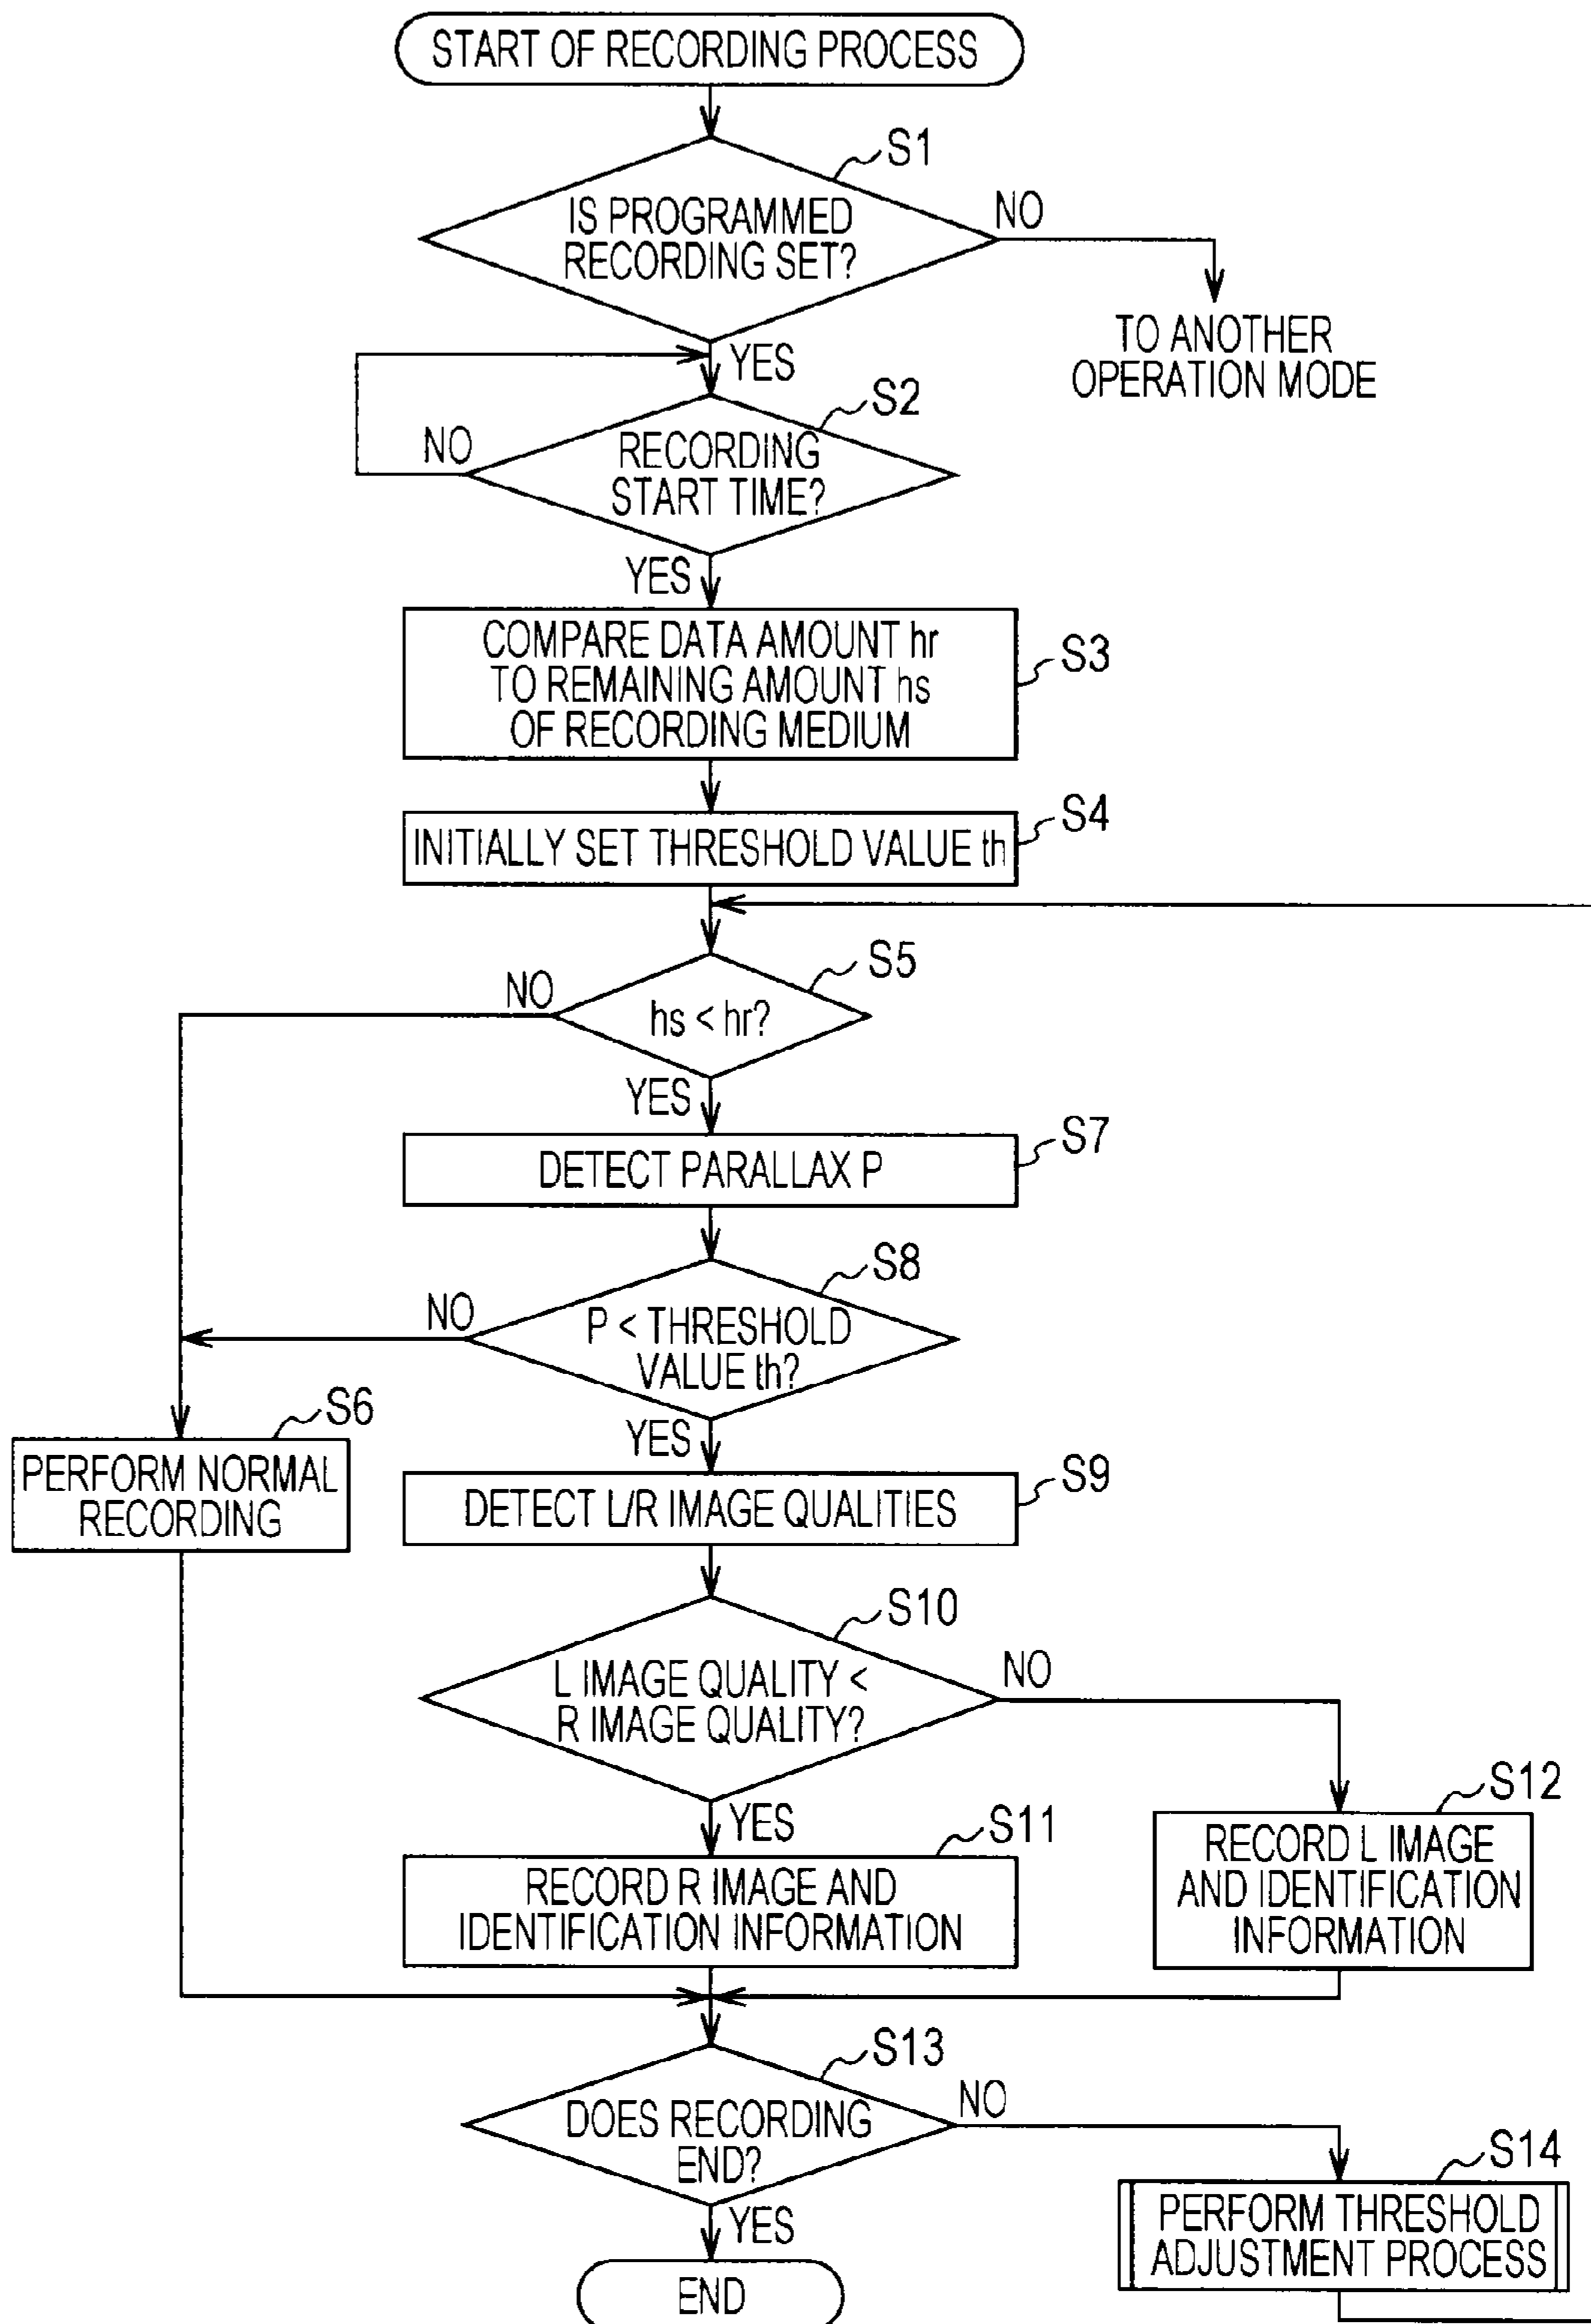 START OF RECORDING PROCESS
S1
IS PROGRAMMED
RECORDING SET?
NO
TO ANOTHER
OPERATION MODE
YES
S2
NO
RECORDING
START TIME?
YES
COMPARE DATA AMOUNT hr
TO REMAINING AMOUNT hs
OF RECORDING MEDIUM
S3
INITIALLY SET THRESHOLD VALUE th
S4
S5
NO
hs < hr?
YES
S7
DETECT PARALLAX P
S8
NO
P < THRESHOLD
VALUE th?
S6
YES
PERFORM NORMAL
RECORDING
S9
DETECT L/R IMAGE QUALITIES
S10
L IMAGE QUALITY <
R IMAGE QUALITY?
NO
S12
YES
S11
RECORD L IMAGE
AND IDENTIFICATION
INFORMATION
RECORD R IMAGE AND
IDENTIFICATION INFORMATION
S13
DOES RECORDING
END?
NO
S14
YES
PERFORM THRESHOLD
ADJUSTMENT PROCESS
END